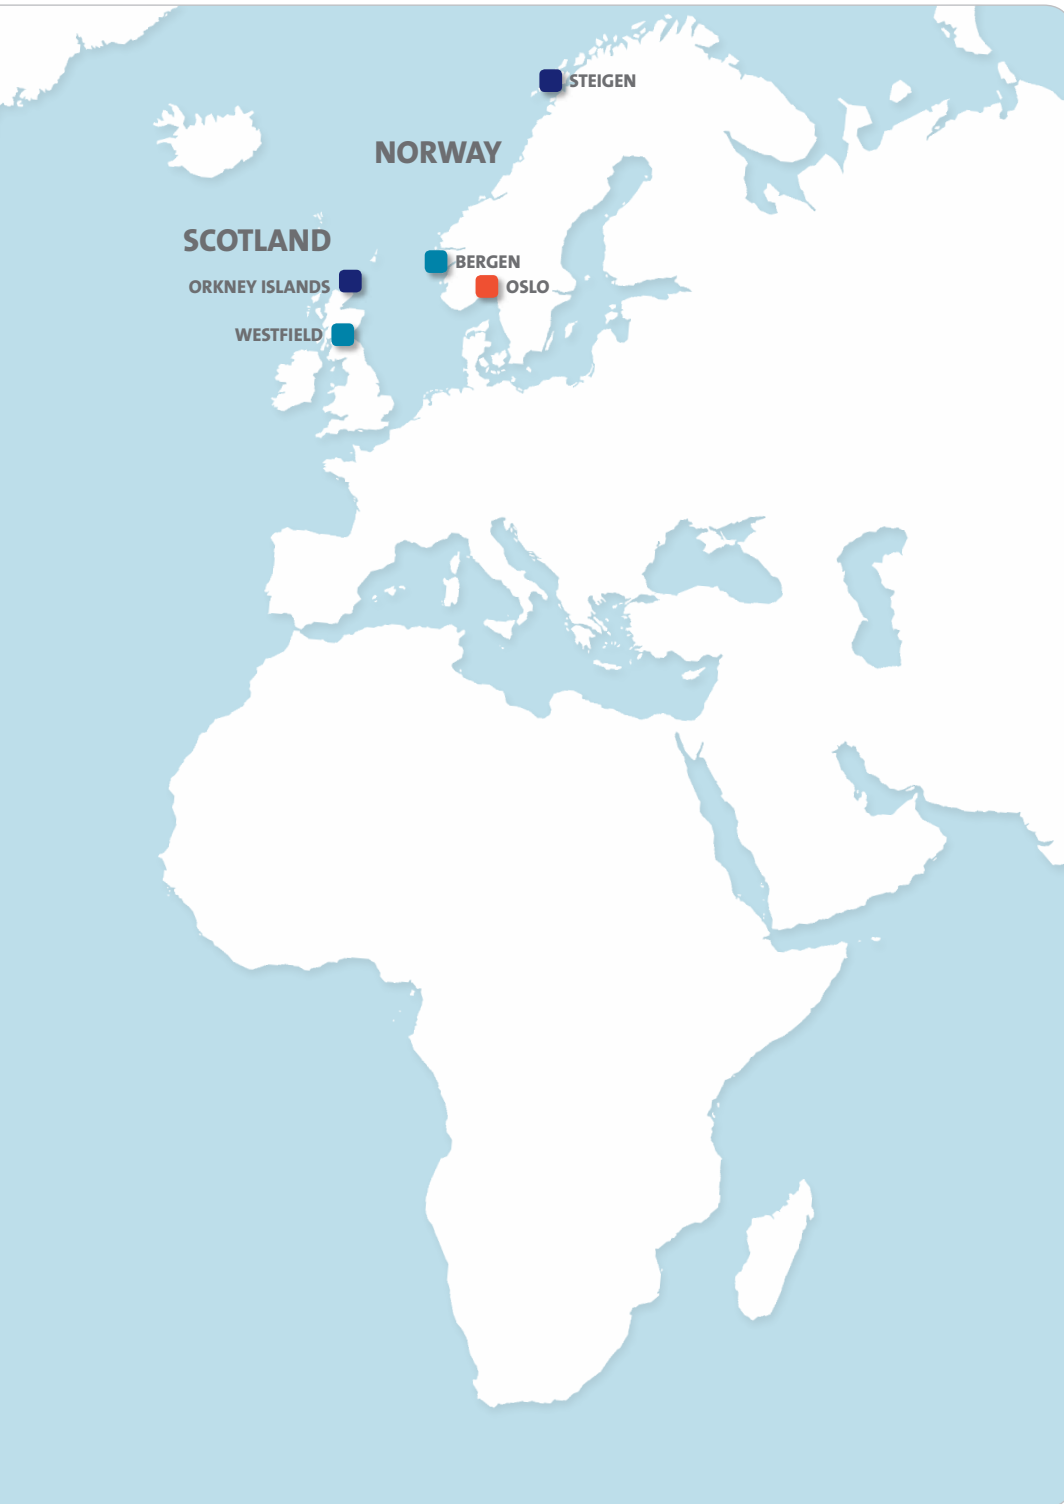 STEIGEN
NORWAY
SCOTLAND
BERGEN
ORKNEY ISLANDS
OSLO
WESTFIELD